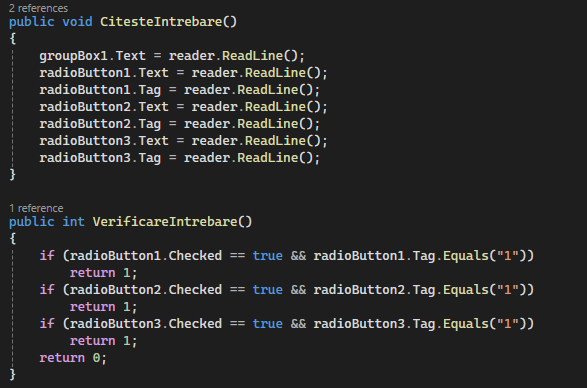 2 references
public void CitesteIntrebare()
{
    groupBox1.Text = reader.ReadLine();
    radioButton1.Text = reader.ReadLine();
    radioButton1.Tag = reader.ReadLine();
    radioButton2.Text = reader.ReadLine();
    radioButton2.Tag = reader.ReadLine();
    radioButton3.Text = reader.ReadLine();
    radioButton3.Tag = reader.ReadLine();
}
1 reference
public int VerificareIntrebare()
{
    if (radioButton1.Checked == true && radioButton1.Tag.Equals("1"))
        return 1;
    if (radioButton2.Checked == true && radioButton2.Tag.Equals("1"))
        return 1;
    if (radioButton3.Checked == true && radioButton3.Tag.Equals("1"))
        return 1;
    return 0;
}